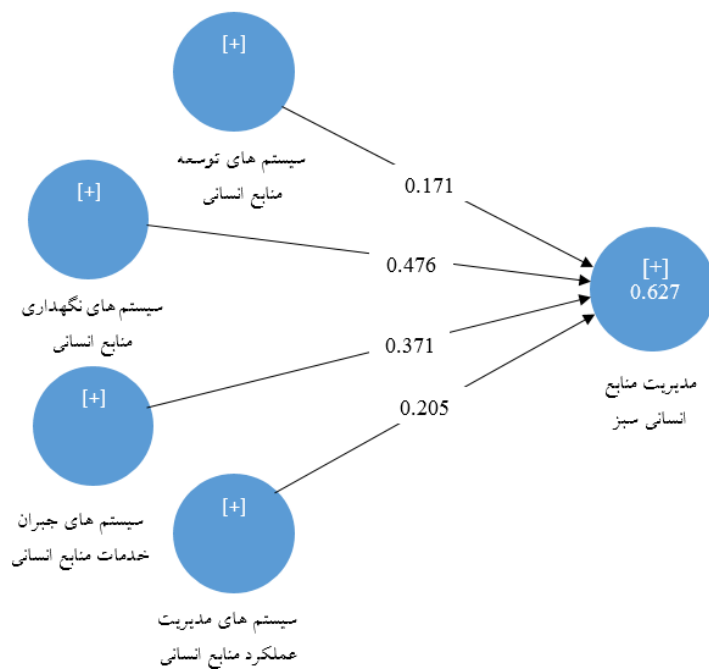 [+]
سیستم های توسعه
منابع انسانی
0.171
[+]
سیستم های نگهداری
منابع انسانی
0.476
[+]
0.627
مدیریت منابع
انسانی سبز
0.371
[+]
سیستم های جبران
خدمات منابع انسانی
0.205
[+]
سیستم های مدیریت
عملکرد منابع انسانی